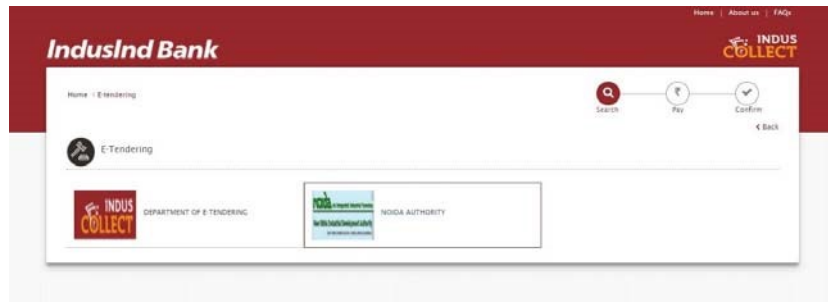 Home | About us | FAQs
IndusInd Bank
INDUS
COLLECT
Home / E-tendering
Search
Pay
Confirm
< Back
E-Tendering
INDUS
COLLECT
DEPARTMENT OF E TENDERING
noida
NOIDA AUTHORITY